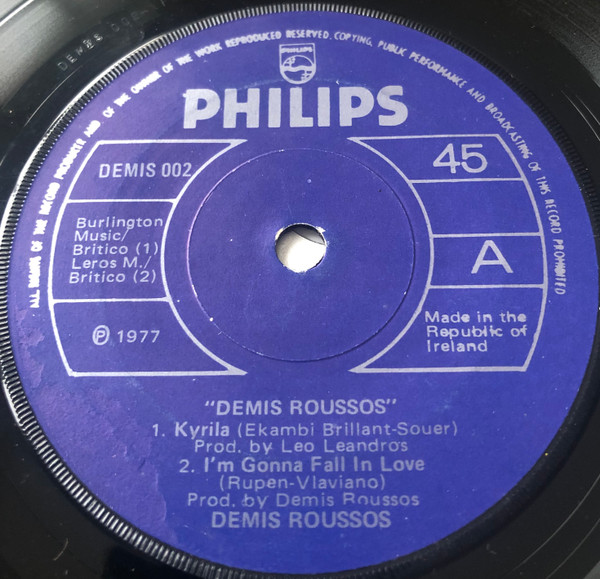 ALL RIGHTS OF THE RECORD PRODUCER AND OF THE OWNER OF THE WORK REPRODUCED RESERVED. COPYING, PUBLIC PERFORMANCE AND BROADCASTING OF THIS RECORD PROHIBITED
PHILIPS
PHILIPS
DEMIS 002
45
Burlington
Music/
Britico (1)
Leros M./
Britico (2)
A
Ⓟ 1977
Made in the
Republic of
Ireland
"DEMIS ROUSSOS"
1. Kyrila (Ekambi Brillant-Souer)
Prod. by Leo Leandros
2. I'm Gonna Fall In Love
(Rupen-Vlaviano)
Prod. by Demis Roussos
DEMIS ROUSSOS